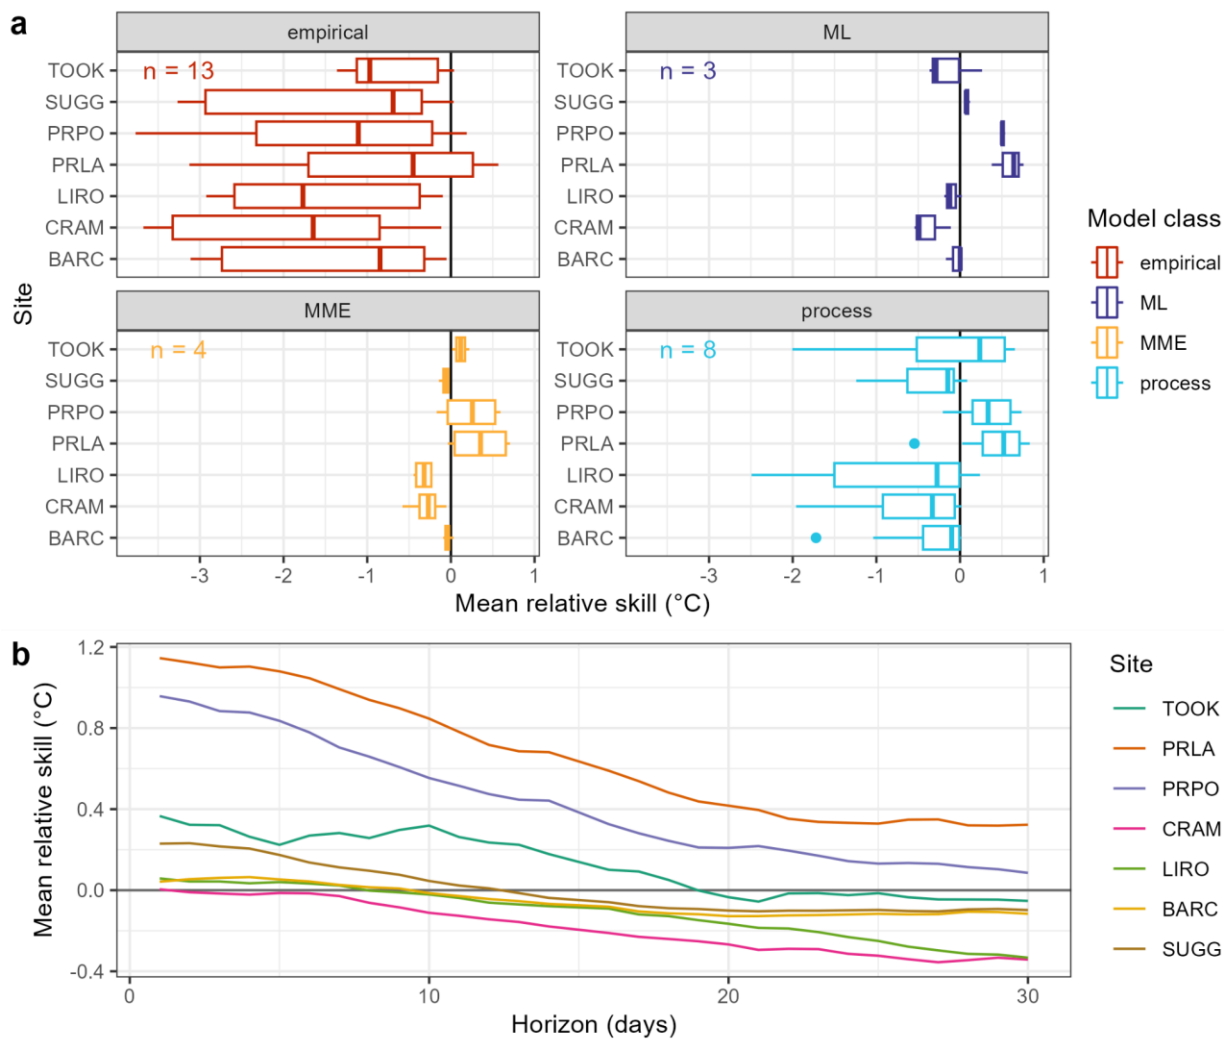 a
empirical
ML
n = 13
n = 3
TOOK
SUGG
PRPO
PRLA
LIRO
CRAM
BARC
TOOK
SUGG
PRPO
PRLA
LIRO
CRAM
BARC
MME
process
n = 4
n = 8
TOOK
SUGG
PRPO
PRLA
LIRO
CRAM
BARC
TOOK
SUGG
PRPO
PRLA
LIRO
CRAM
BARC
Site
-3 -2 -1 0 1
-3 -2 -1 0 1
Mean relative skill (°C)
Model class
empirical
ML
MME
process
b
Mean relative skill (°C)
1.2
0.8
0.4
0.0
-0.4
0 10 20 30
Horizon (days)
Site
TOOK
PRLA
PRPO
CRAM
LIRO
BARC
SUGG